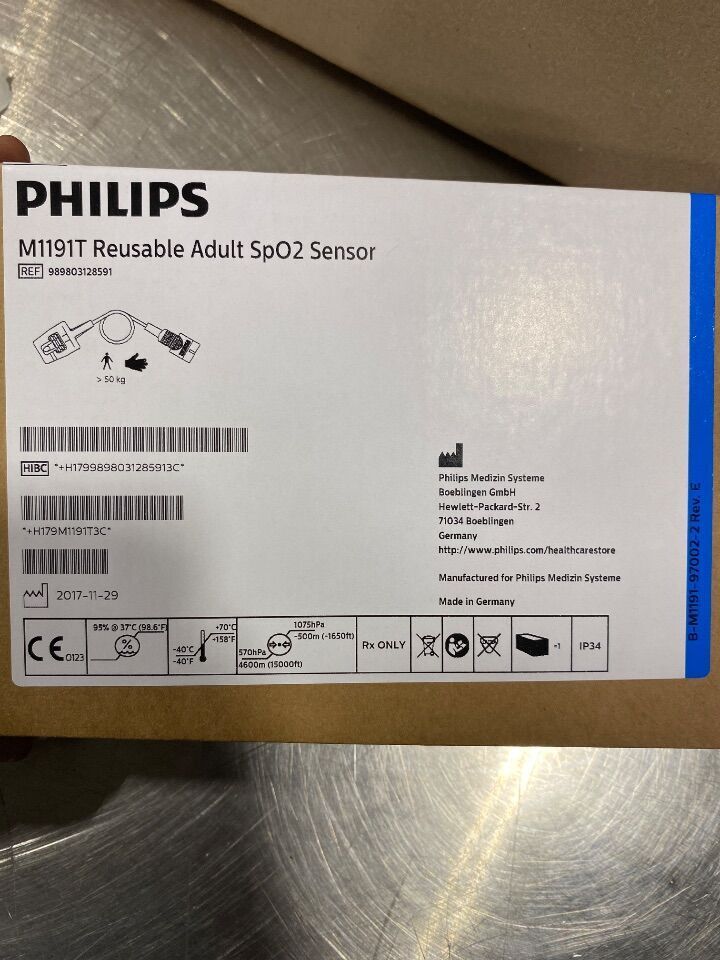 PHILIPS
M1191T Reusable Adult SpO2 Sensor
REF 989803128591
> 50 kg
HIBC *+H1799898031285913C*
*+H179M1191T3C*
2017-11-29
Philips Medizin Systeme
Boeblingen GmbH
Hewlett-Packard-Str. 2
71034 Boeblingen
Germany
http://www.philips.com/healthcarestore
Manufactured for Philips Medizin Systeme
Made in Germany
CE 0123
95% @ 37°C (98.6°F)
%
+70°C
+158°F
-40°C
-40°F
1075hPa
-500m (-1650ft)
570hPa
4600m (15000ft)
Rx ONLY
=1
IP34
B-M1191-97002-2 Rev. E